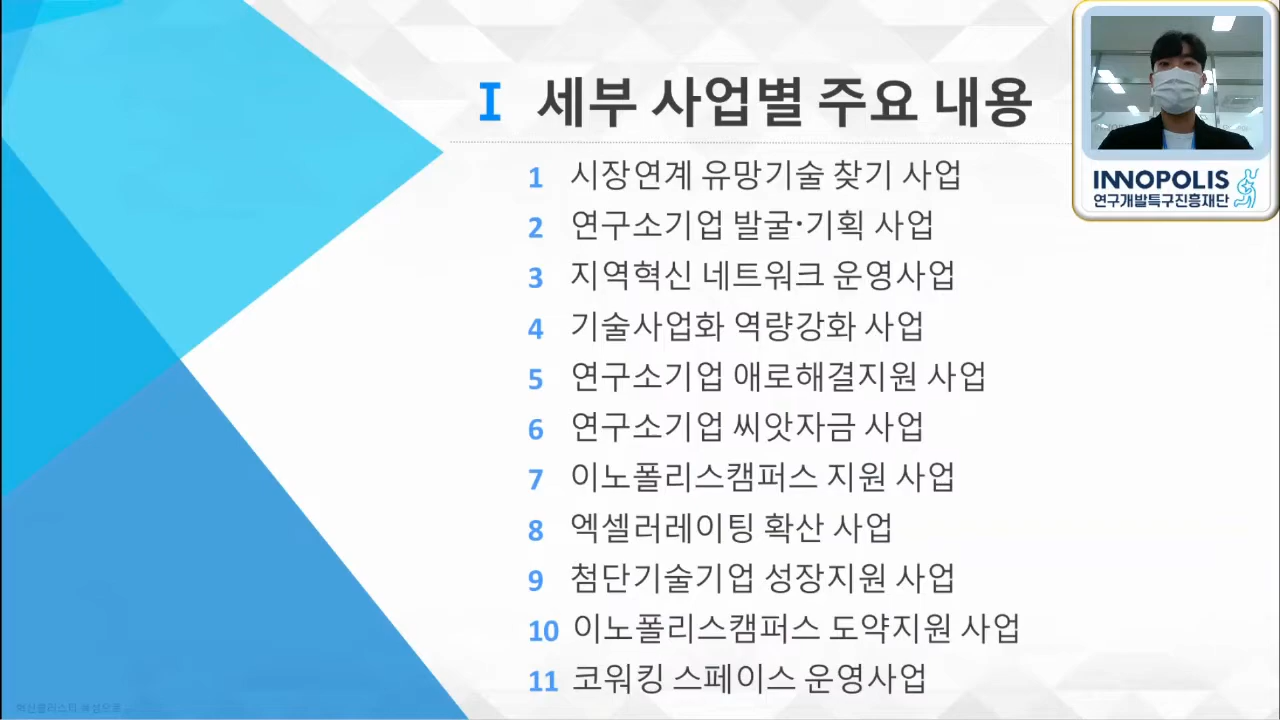 I 세부 사업별 주요 내용
1 시장연계 유망기술 찾기 사업
2 연구소기업 발굴·기획 사업
3 지역혁신 네트워크 운영사업
4 기술사업화 역량강화 사업
5 연구소기업 애로해결지원 사업
6 연구소기업 씨앗자금 사업
7 이노폴리스캠퍼스 지원 사업
8 엑셀러레이팅 확산 사업
9 첨단기술기업 성장지원 사업
10 이노폴리스캠퍼스 도약지원 사업
11 코워킹 스페이스 운영사업
INNOPOLIS
연구개발특구진흥재단